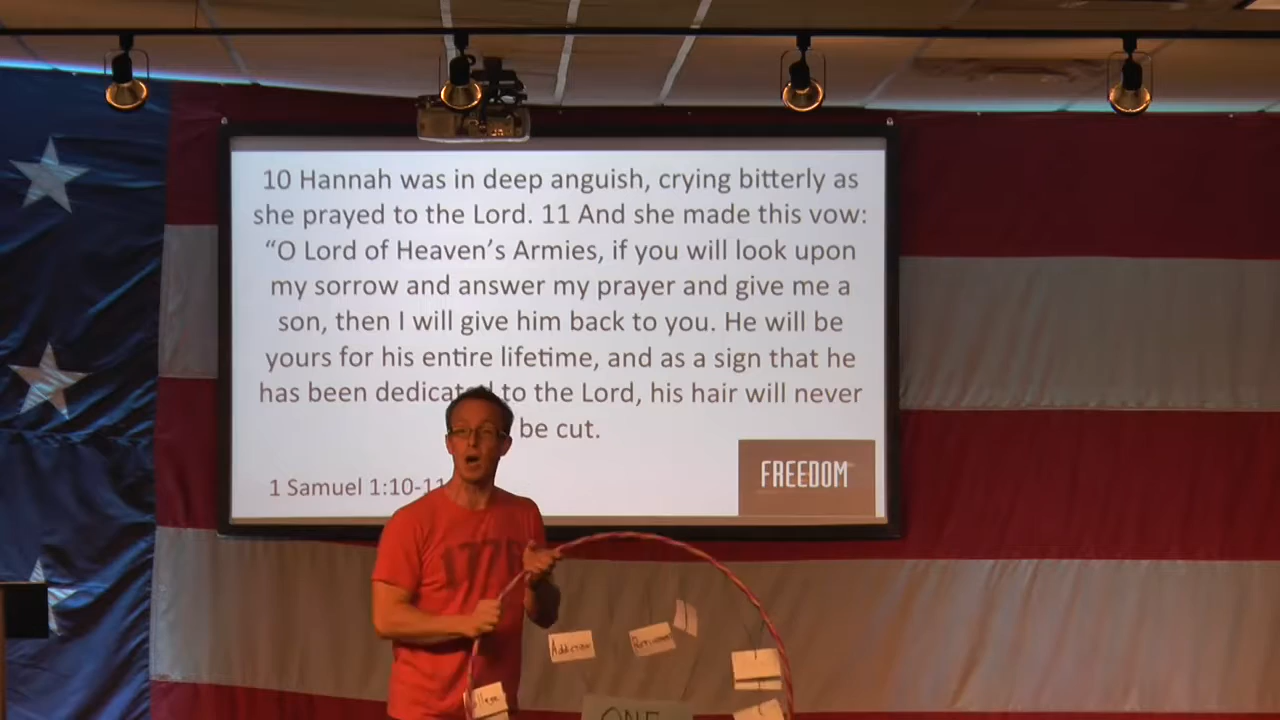 10 Hannah was in deep anguish, crying bitterly as
she prayed to the Lord. 11 And she made this vow:
“O Lord of Heaven’s Armies, if you will look upon
my sorrow and answer my prayer and give me a
son, then I will give him back to you. He will be
yours for his entire lifetime, and as a sign that he
has been dedicated to the Lord, his hair will never
be cut.
FREEDOM
1 Samuel 1:10-11
1776
ONE